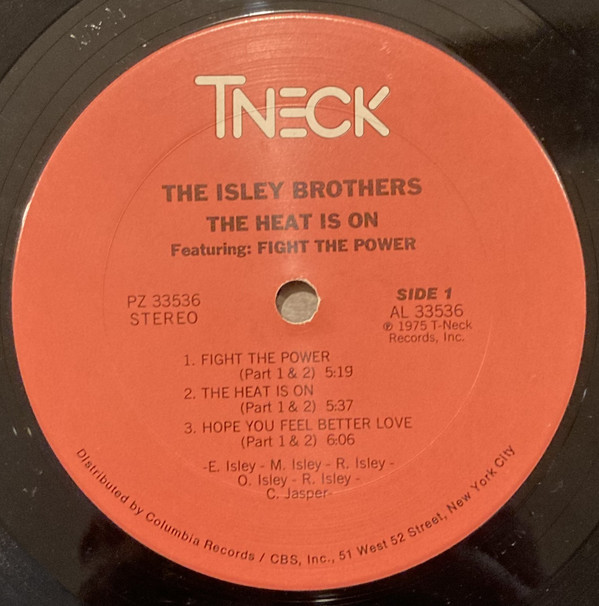 TNECK
THE ISLEY BROTHERS
THE HEAT IS ON
Featuring: FIGHT THE POWER
PZ 33536
STEREO
SIDE 1
AL 33536
℗ 1975 T-Neck
Records, Inc.
1. FIGHT THE POWER
(Part 1 & 2) 5:19
2. THE HEAT IS ON
(Part 1 & 2) 5:37
3. HOPE YOU FEEL BETTER LOVE
(Part 1 & 2) 6:06
-E. Isley - M. Isley - R. Isley -
O. Isley - R. Isley -
C. Jasper-
Distributed by Columbia Records / CBS, Inc., 51 West 52 Street, New York City